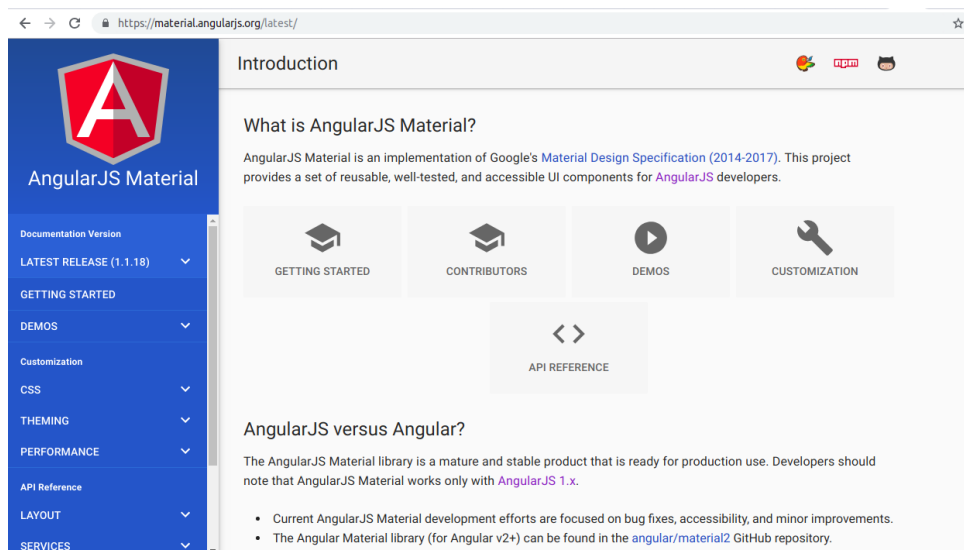 https://material.angularjs.org/latest/
AngularJS Material
Documentation Version
LATEST RELEASE (1.1.18)
GETTING STARTED
DEMOS
Customization
CSS
THEMING
PERFORMANCE
API Reference
LAYOUT
SERVICES
Introduction
npm
What is AngularJS Material?
AngularJS Material is an implementation of Google's Material Design Specification (2014-2017). This project
provides a set of reusable, well-tested, and accessible UI components for AngularJS developers.
GETTING STARTED
CONTRIBUTORS
DEMOS
CUSTOMIZATION
API REFERENCE
AngularJS versus Angular?
The AngularJS Material library is a mature and stable product that is ready for production use. Developers should
note that AngularJS Material works only with AngularJS 1.x.
• Current AngularJS Material development efforts are focused on bug fixes, accessibility, and minor improvements.
• The Angular Material library (for Angular v2+) can be found in the angular/material2 GitHub repository.